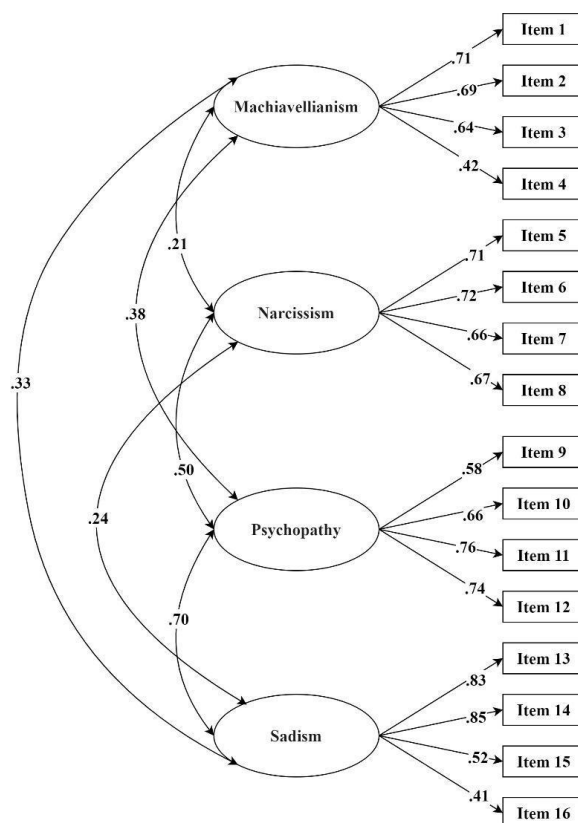 Item 1
.71
Item 2
.69
Machiavellianism
.64
Item 3
.42
Item 4
.21
Item 5
.71
Item 6
.72
.38
Narcissism
.66
Item 7
.67
Item 8
.33
Item 9
.50
.58
Item 10
.24
.66
Psychopathy
.76
Item 11
.74
Item 12
.70
Item 13
.83
Item 14
.85
Sadism
.52
Item 15
.41
Item 16